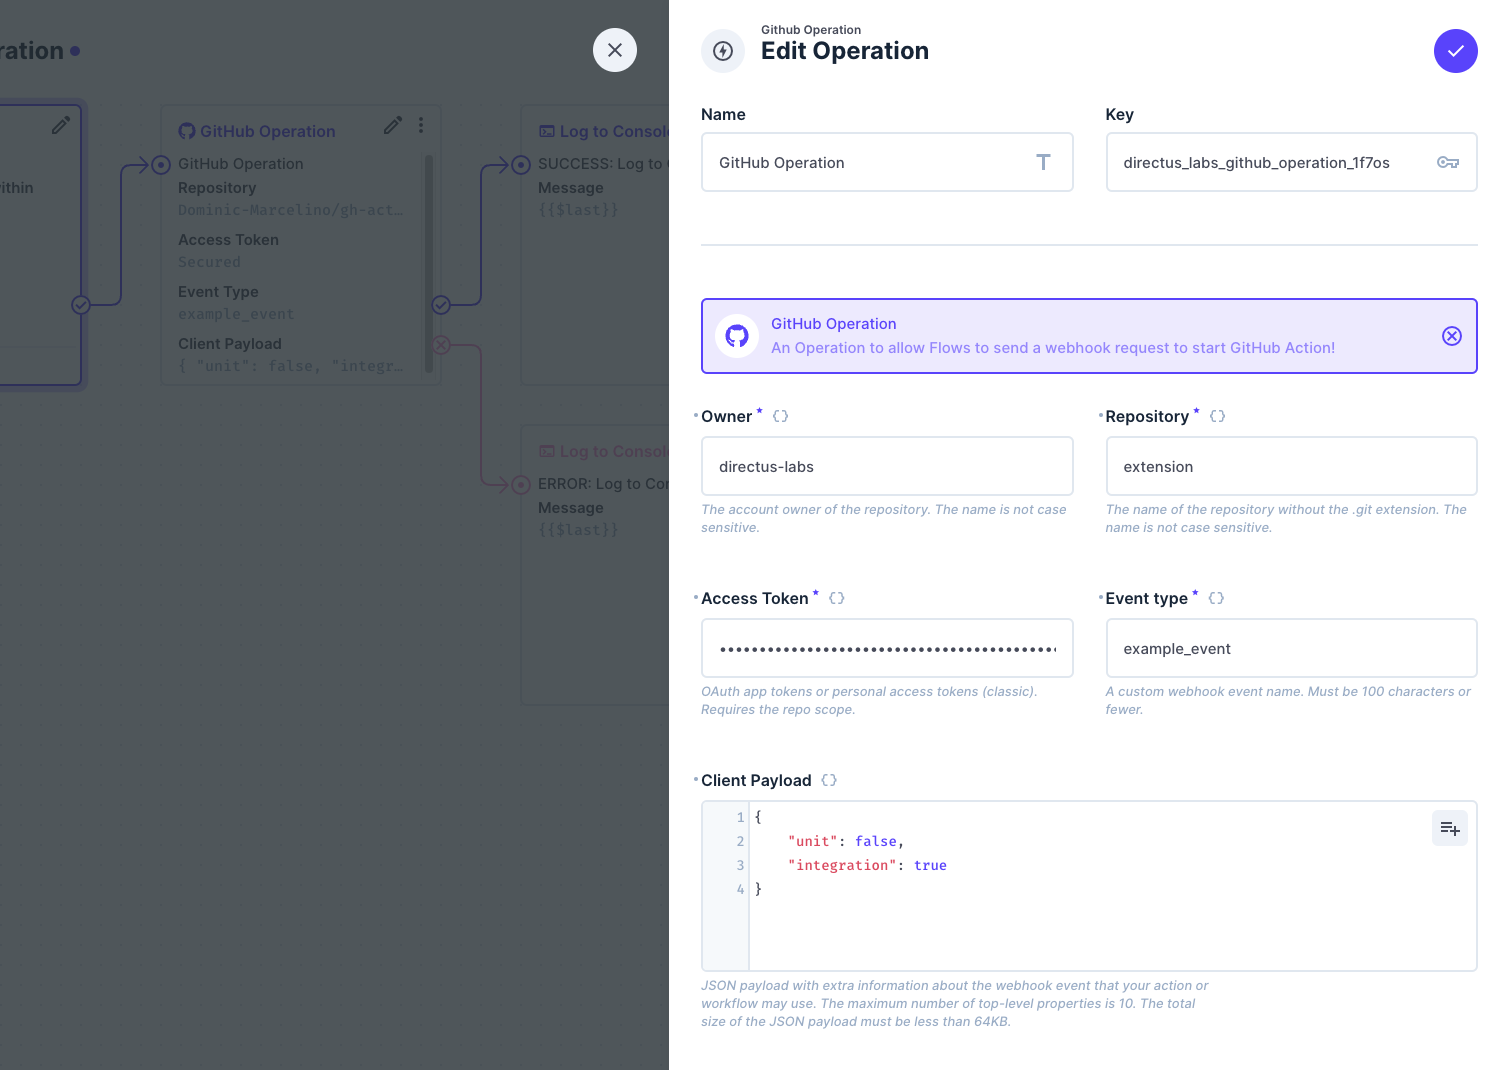 ration
ithin
GitHub Operation
GitHub Operation
Repository
Dominic-Marcelino/gh-act…
Access Token
Secured
Event Type
example_event
Client Payload
{ "unit": false, "integr…
Log to Consol
SUCCESS: Log to
Message
{{$last}}
Log to Consol
ERROR: Log to Co
Message
{{$last}}
Github Operation
Edit Operation
Name
Key
GitHub Operation
directus_labs_github_operation_1f7os
GitHub Operation
An Operation to allow Flows to send a webhook request to start GitHub Action!
Owner *
Repository *
directus-labs
extension
The account owner of the repository. The name is not case
sensitive.
The name of the repository without the .git extension. The
name is not case sensitive.
Access Token *
Event type *
••••••••••••••••••••••••••••••••••••••••••
example_event
OAuth app tokens or personal access tokens (classic).
Requires the repo scope.
A custom webhook event name. Must be 100 characters or
fewer.
Client Payload
1 {
2 "unit": false,
3 "integration": true
4 }
JSON payload with extra information about the webhook event that your action or
workflow may use. The maximum number of top-level properties is 10. The total
size of the JSON payload must be less than 64KB.